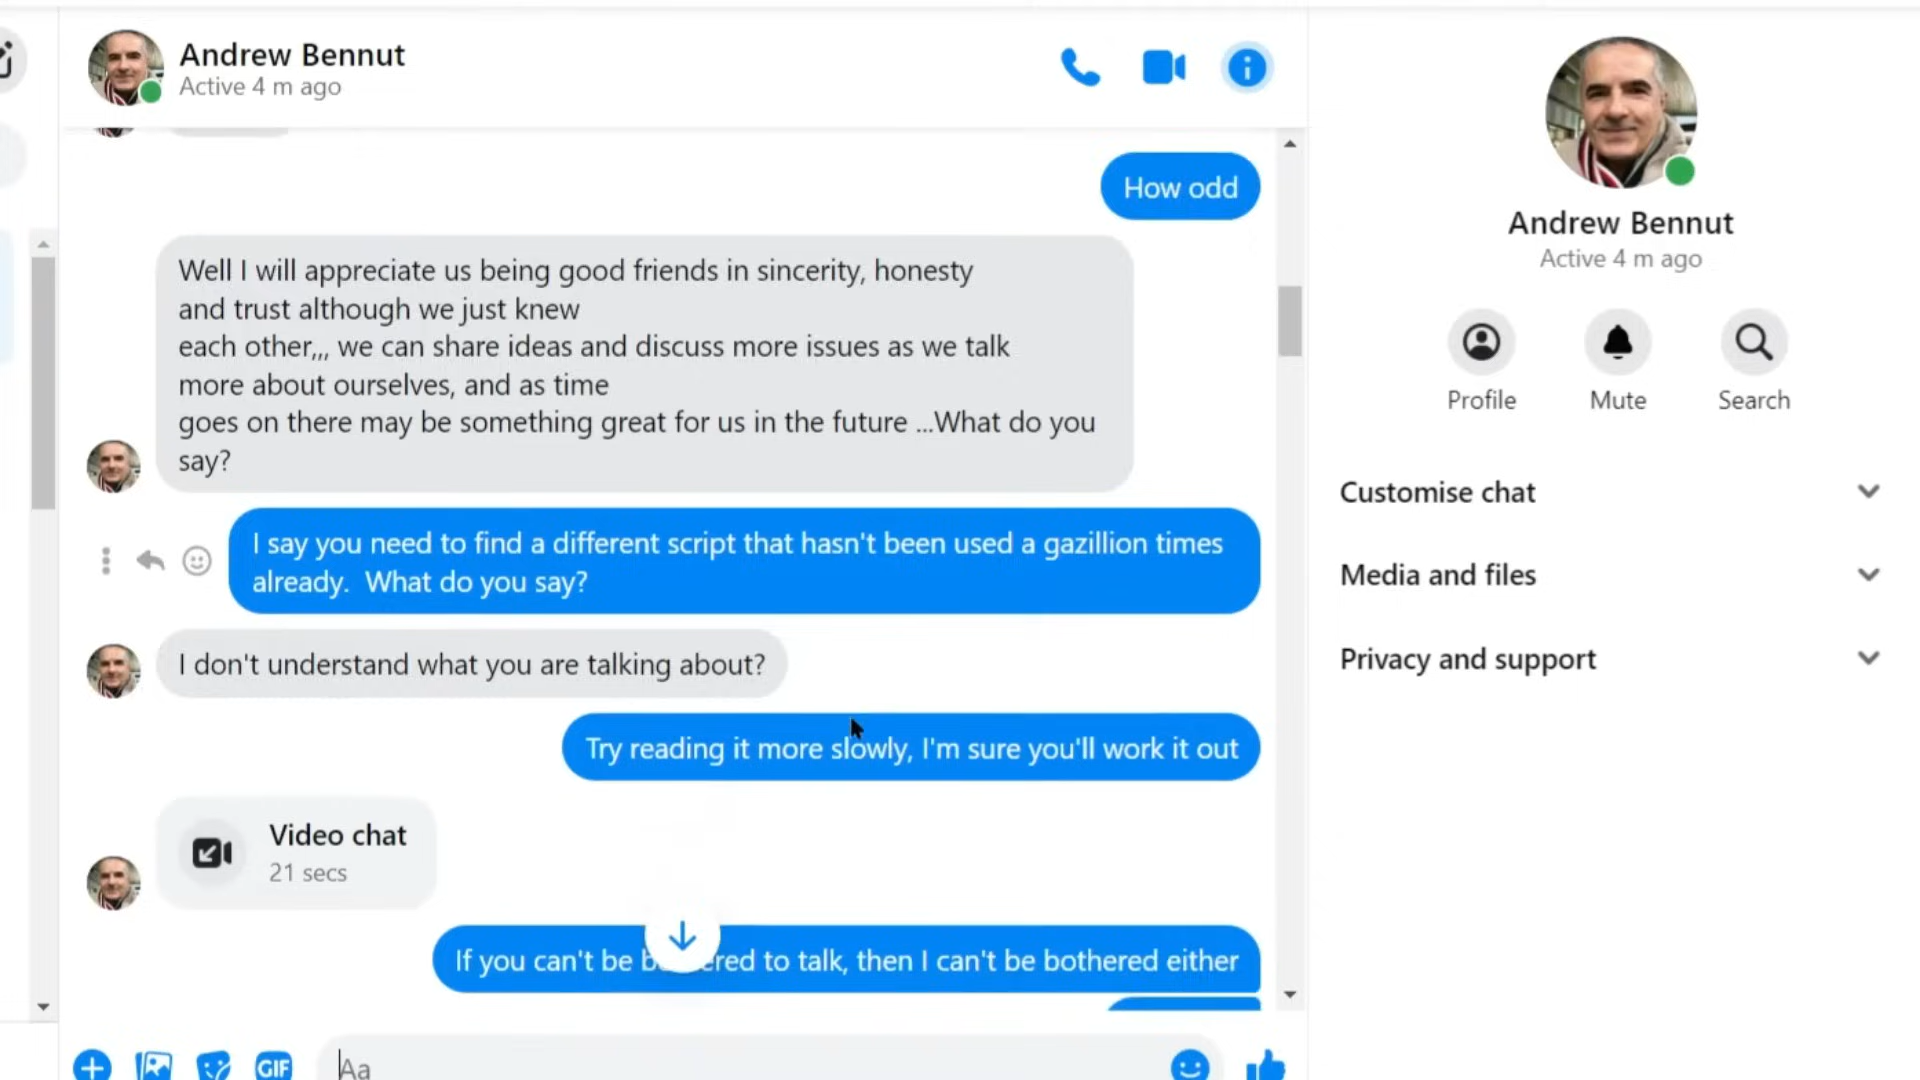 Andrew Bennut
Active 4 m ago
How odd
Well I will appreciate us being good friends in sincerity, honesty
and trust although we just knew
each other,,, we can share ideas and discuss more issues as we talk
more about ourselves, and as time
goes on there may be something great for us in the future ...What do you
say?
I say you need to find a different script that hasn't been used a gazillion times
already.  What do you say?
I don't understand what you are talking about?
Try reading it more slowly, I'm sure you'll work it out
Video chat
21 secs
If you can't be to talk, then I can't be bothered either
GIF
Aa
Andrew Bennut
Active 4 m ago
Profile
Mute
Search
Customise chat
Media and files
Privacy and support